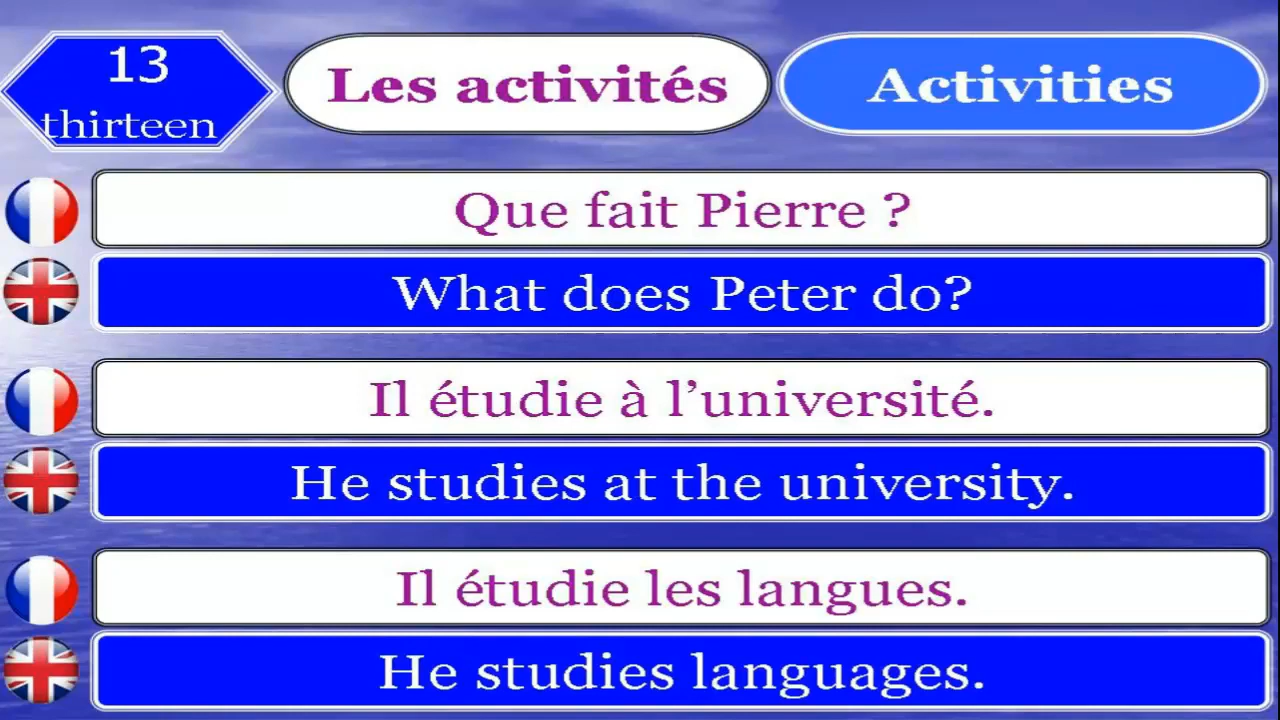 13
thirteen
Les activités
Activities
Que fait Pierre ?
What does Peter do?
Il étudie à l’université.
He studies at the university.
Il étudie les langues.
He studies languages.